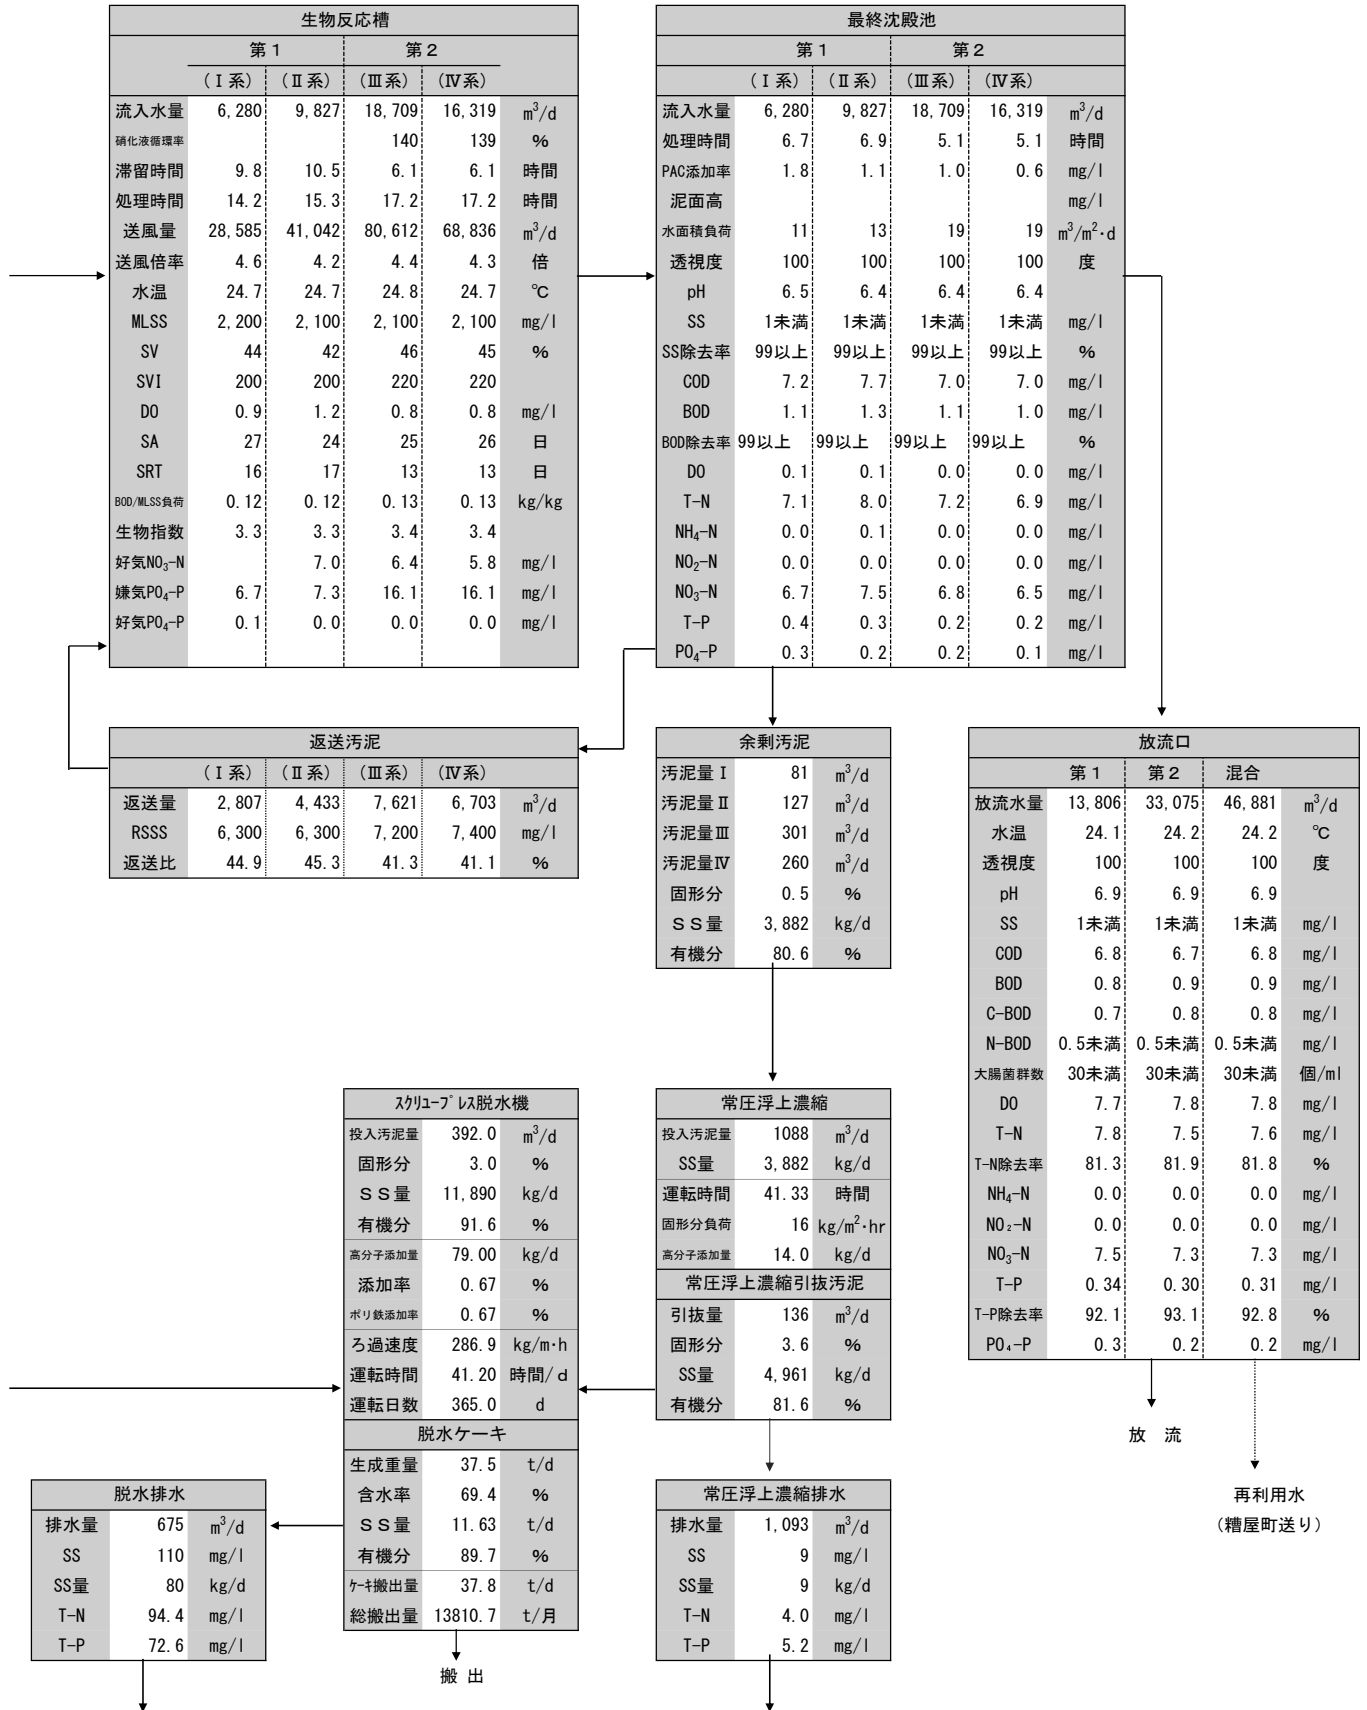 生物反応槽
第１ 第２
(Ⅰ系) (Ⅱ系) (Ⅲ系) (Ⅳ系)
流入水量 6,280 9,827 18,709 16,319 m³/d
硝化液循環率 140 139 %
滞留時間 9.8 10.5 6.1 6.1 時間
処理時間 14.2 15.3 17.2 17.2 時間
送風量 28,585 41,042 80,612 68,836 m³/d
送風倍率 4.6 4.2 4.4 4.3 倍
水温 24.7 24.7 24.8 24.7 ℃
MLSS 2,200 2,100 2,100 2,100 mg/l
SV 44 42 46 45 %
SVI 200 200 220 220
DO 0.9 1.2 0.8 0.8 mg/l
SA 27 24 25 26 日
SRT 16 17 13 13 日
BOD/MLSS負荷 0.12 0.12 0.13 0.13 kg/kg
生物指数 3.3 3.3 3.4 3.4
好気NO₃-N 7.0 6.4 5.8 mg/l
嫌気PO₄-P 6.7 7.3 16.1 16.1 mg/l
好気PO₄-P 0.1 0.0 0.0 0.0 mg/l
最終沈殿池
第１ 第２
(Ⅰ系) (Ⅱ系) (Ⅲ系) (Ⅳ系)
流入水量 6,280 9,827 18,709 16,319 m³/d
処理時間 6.7 6.9 5.1 5.1 時間
PAC添加率 1.8 1.1 1.0 0.6 mg/l
泥面高 mg/l
水面積負荷 11 13 19 19 m³/m²･d
透視度 100 100 100 100 度
pH 6.5 6.4 6.4 6.4
SS 1未満 1未満 1未満 1未満 mg/l
SS除去率 99以上 99以上 99以上 99以上 %
COD 7.2 7.7 7.0 7.0 mg/l
BOD 1.1 1.3 1.1 1.0 mg/l
BOD除去率 99以上 99以上 99以上 99以上 %
DO 0.1 0.1 0.0 0.0 mg/l
T-N 7.1 8.0 7.2 6.9 mg/l
NH₄-N 0.0 0.1 0.0 0.0 mg/l
NO₂-N 0.0 0.0 0.0 0.0 mg/l
NO₃-N 6.7 7.5 6.8 6.5 mg/l
T-P 0.4 0.3 0.2 0.2 mg/l
PO₄-P 0.3 0.2 0.2 0.1 mg/l
返送汚泥
(Ⅰ系) (Ⅱ系) (Ⅲ系) (Ⅳ系)
返送量 2,807 4,433 7,621 6,703 m³/d
RSSS 6,300 6,300 7,200 7,400 mg/l
返送比 44.9 45.3 41.3 41.1 %
余剰汚泥
汚泥量Ⅰ 81 m³/d
汚泥量Ⅱ 127 m³/d
汚泥量Ⅲ 301 m³/d
汚泥量Ⅳ 260 m³/d
固形分 0.5 %
ＳＳ量 3,882 kg/d
有機分 80.6 %
放流口
第１ 第２ 混合
放流水量 13,806 33,075 46,881 m³/d
水温 24.1 24.2 24.2 ℃
透視度 100 100 100 度
pH 6.9 6.9 6.9
SS 1未満 1未満 1未満 mg/l
COD 6.8 6.7 6.8 mg/l
BOD 0.8 0.9 0.9 mg/l
C-BOD 0.7 0.8 0.8 mg/l
N-BOD 0.5未満 0.5未満 0.5未満 mg/l
大腸菌群数 30未満 30未満 30未満 個/ml
DO 7.7 7.8 7.8 mg/l
T-N 7.8 7.5 7.6 mg/l
T-N除去率 81.3 81.9 81.8 %
NH₄-N 0.0 0.0 0.0 mg/l
NO₂-N 0.0 0.0 0.0 mg/l
NO₃-N 7.5 7.3 7.3 mg/l
T-P 0.34 0.30 0.31 mg/l
T-P除去率 92.1 93.1 92.8 %
PO₄-P 0.3 0.2 0.2 mg/l
放 流
再利用水
(糟屋町送り)
ｽｸﾘｭｰﾌﾟﾚｽ脱水機
投入汚泥量 392.0 m³/d
固形分 3.0 %
ＳＳ量 11,890 kg/d
有機分 91.6 %
高分子添加量 79.00 kg/d
添加率 0.67 %
ポリ鉄添加率 0.67 %
ろ過速度 286.9 kg/m･h
運転時間 41.20 時間/ｄ
運転日数 365.0 d
脱水ケーキ
生成重量 37.5 t/d
含水率 69.4 %
ＳＳ量 11.63 t/d
有機分 89.7 %
ｹｰｷ搬出量 37.8 t/d
総搬出量 13810.7 t/月
搬 出
常圧浮上濃縮
投入汚泥量 1088 m³/d
SS量 3,882 kg/d
運転時間 41.33 時間
固形分負荷 16 kg/m²･hr
高分子添加量 14.0 kg/d
常圧浮上濃縮引抜汚泥
引抜量 136 m³/d
固形分 3.6 %
SS量 4,961 kg/d
有機分 81.6 %
脱水排水
排水量 675 m³/d
SS 110 mg/l
SS量 80 kg/d
T-N 94.4 mg/l
T-P 72.6 mg/l
常圧浮上濃縮排水
排水量 1,093 m³/d
SS 9 mg/l
SS量 9 kg/d
T-N 4.0 mg/l
T-P 5.2 mg/l